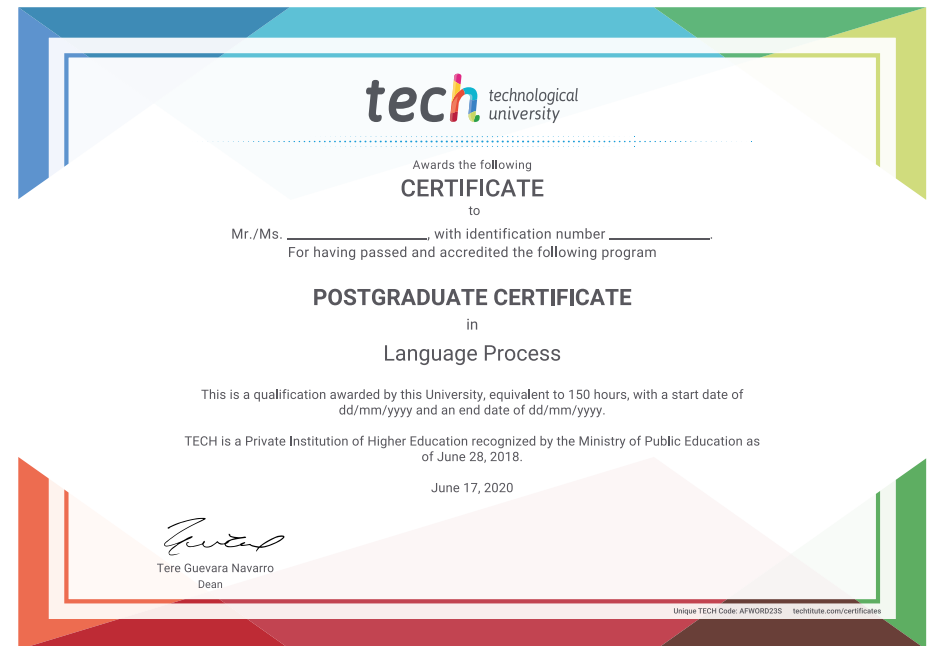 tech technological
university
Awards the following
CERTIFICATE
to
Mr./Ms. ____________________, with identification number ______________.
For having passed and accredited the following program
POSTGRADUATE CERTIFICATE
in
Language Process
This is a qualification awarded by this University, equivalent to 150 hours, with a start date of
dd/mm/yyyy and an end date of dd/mm/yyyy.
TECH is a Private Institution of Higher Education recognized by the Ministry of Public Education as
of June 28, 2018.
June 17, 2020
Tere Guevara Navarro
Dean
Unique TECH Code: AFWORD23S techtitute.com/certificates